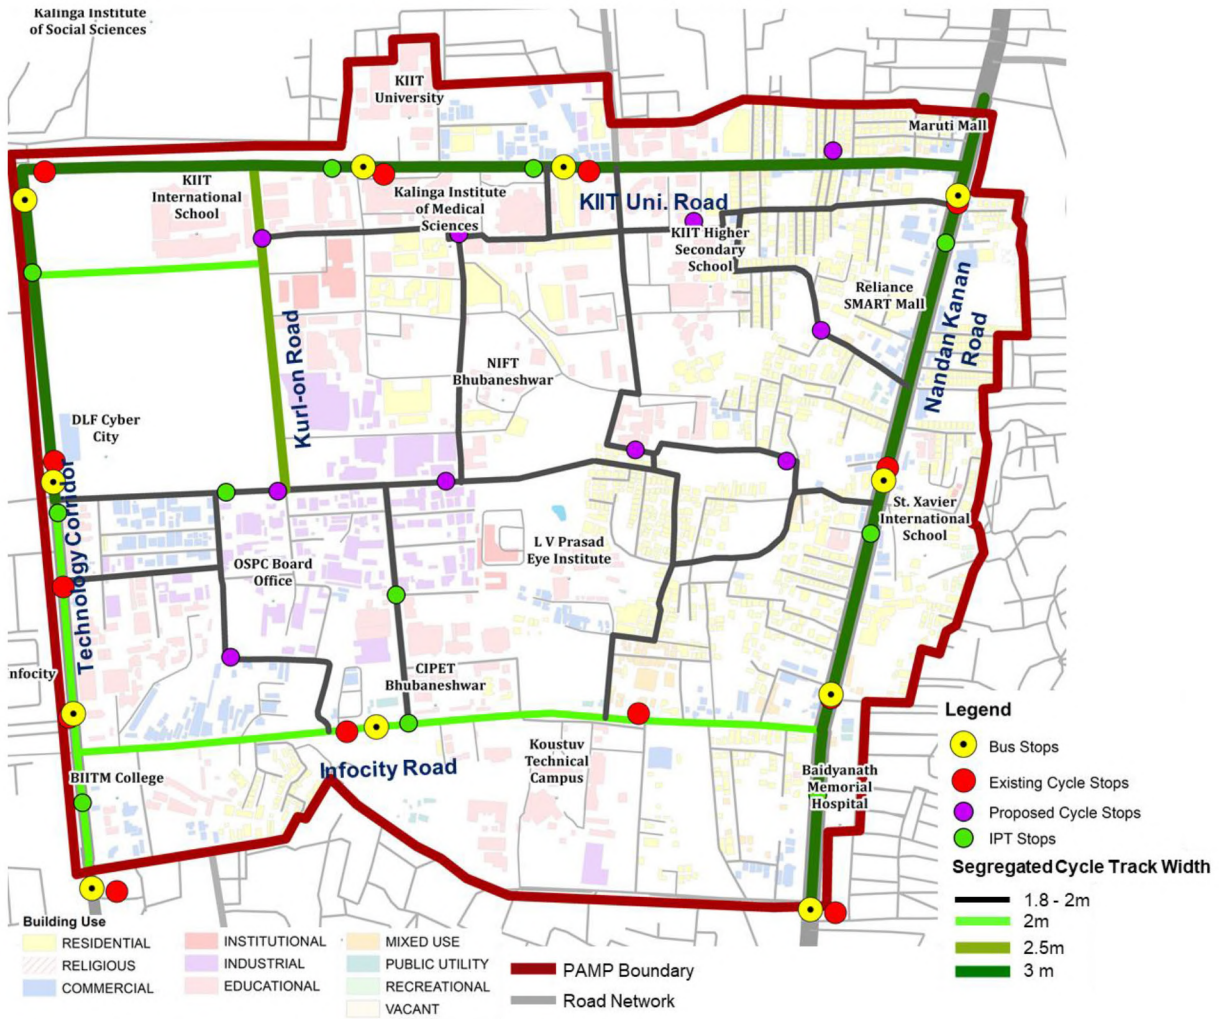 Kalinga Institute
of Social Sciences
KIIT
University
Maruti Mall
KIIT
International
School
Kalinga Institute
of Medical
Sciences
KIIT Uni. Road
KIIT Higher
Secondary
School
Reliance
SMART Mall
Nandan Kanan
Road
Kurl-on Road
NIFT
Bhubaneshwar
DLF Cyber
City
Technology Corridor
St. Xavier
International
School
L V Prasad
Eye Institute
OSPC Board
Office
nfocity
CIPET
Bhubaneshwar
Koustuv
Technical
Campus
Infocity Road
BIITM College
Baidyanath
Memorial
Hospital
Legend
Bus Stops
Existing Cycle Stops
Proposed Cycle Stops
IPT Stops
Segregated Cycle Track Width
1.8 - 2m
2m
2.5m
3 m
Building Use
RESIDENTIAL
RELIGIOUS
COMMERCIAL
INSTITUTIONAL
INDUSTRIAL
EDUCATIONAL
MIXED USE
PUBLIC UTILITY
RECREATIONAL
VACANT
PAMP Boundary
Road Network